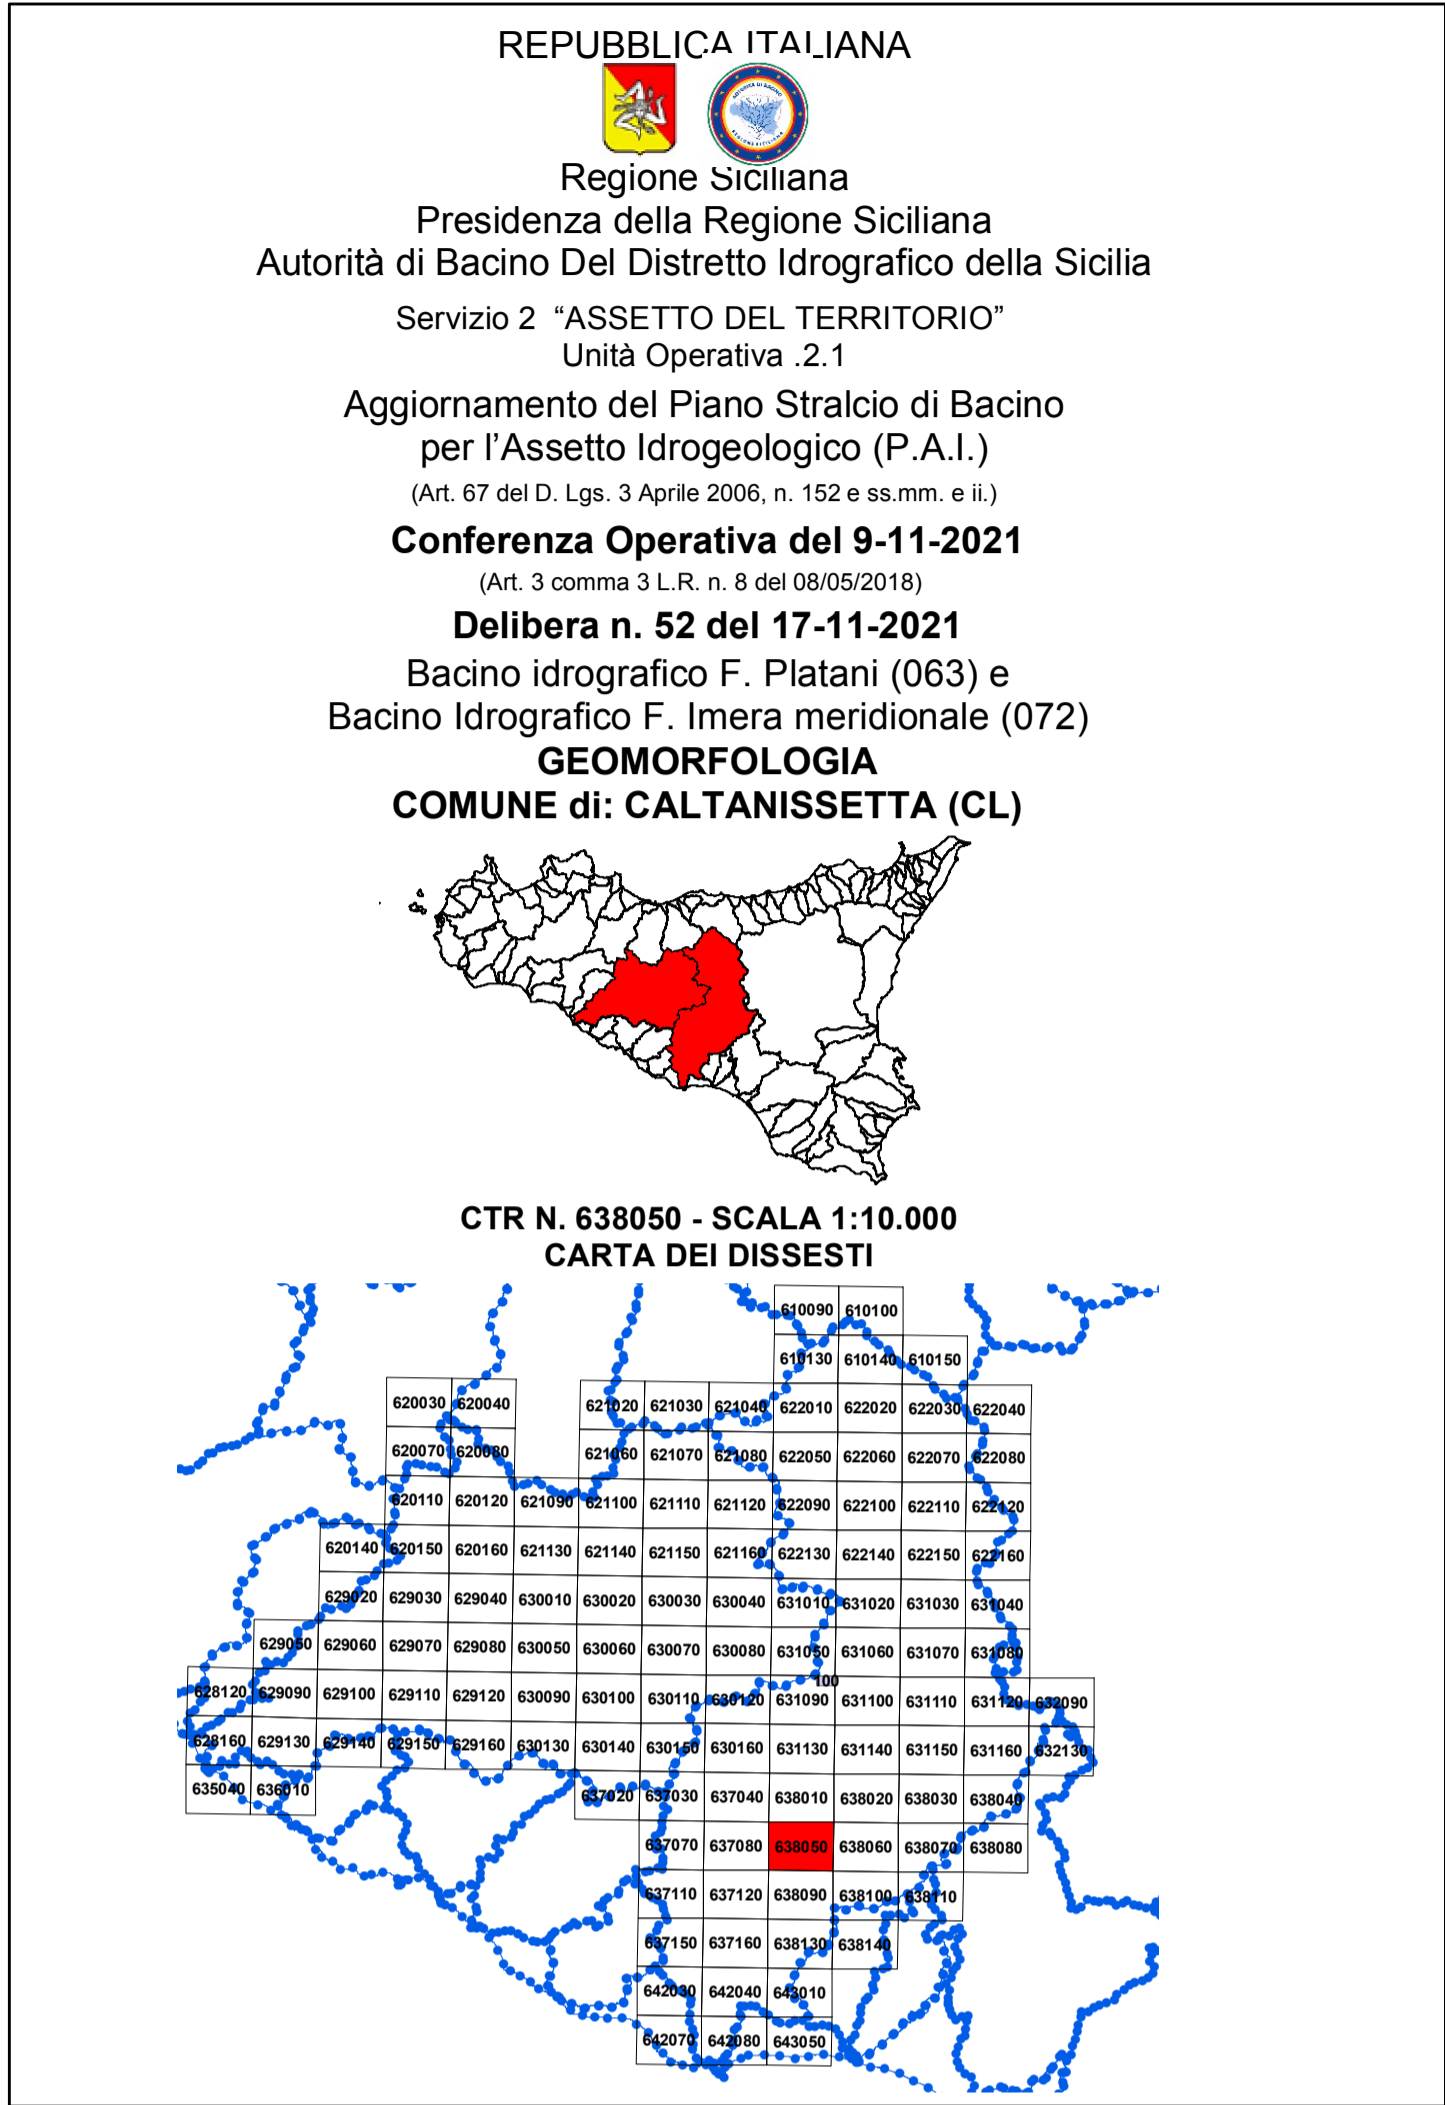 REPUBBLICA ITALIANA
AUTORITÀ DI BACINO
REGIONE SICILIANA
Regione Siciliana
Presidenza della Regione Siciliana
Autorità di Bacino Del Distretto Idrografico della Sicilia
Servizio 2 “ASSETTO DEL TERRITORIO”
Unità Operativa .2.1
Aggiornamento del Piano Stralcio di Bacino
per l’Assetto Idrogeologico (P.A.I.)
(Art. 67 del D. Lgs. 3 Aprile 2006, n. 152 e ss.mm. e ii.)
Conferenza Operativa del 9-11-2021
(Art. 3 comma 3 L.R. n. 8 del 08/05/2018)
Delibera n. 52 del 17-11-2021
Bacino idrografico F. Platani (063) e
Bacino Idrografico F. Imera meridionale (072)
GEOMORFOLOGIA
COMUNE di: CALTANISSETTA (CL)
CTR N. 638050 - SCALA 1:10.000
CARTA DEI DISSESTI
610090 610100
610130 610140 610150
620030 620040 621020 621030 621040 622010 622020 622030 622040
620070 620080 621060 621070 621080 622050 622060 622070 622080
620110 620120 621090 621100 621110 621120 622090 622100 622110 622120
620140 620150 620160 621130 621140 621150 621160 622130 622140 622150 622160
629020 629030 629040 630010 630020 630030 630040 631010 631020 631030 631040
629050 629060 629070 629080 630050 630060 630070 630080 631050 631060 631070 631080
100
628120 629090 629100 629110 629120 630090 630100 630110 630120 631090 631100 631110 631120 632090
628160 629130 629140 629150 629160 630130 630140 630150 630160 631130 631140 631150 631160 632130
635040 636010 637020 637030 637040 638010 638020 638030 638040
637070 637080 638050 638060 638070 638080
637110 637120 638090 638100 638110
637150 637160 638130 638140
642030 642040 643010
642070 642080 643050